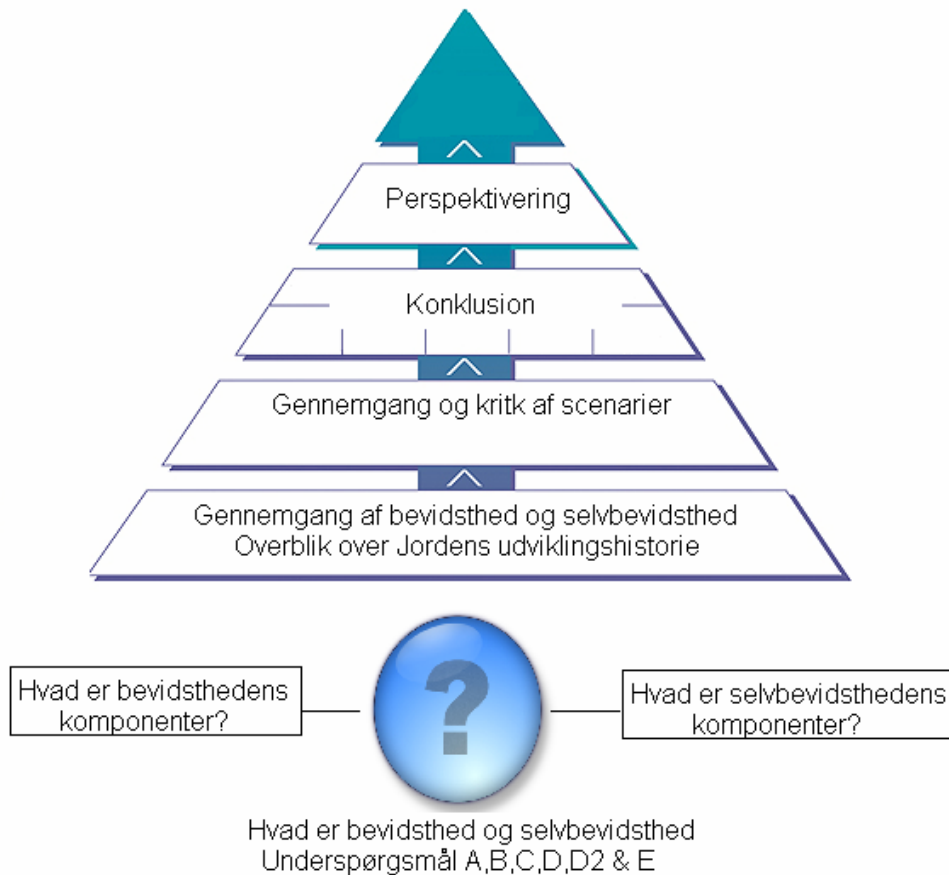 Perspektivering
Konklusion
Gennemgang og kritk af scenarier
Gennemgang af bevidsthed og selvbevidsthed
Overblik over Jordens udviklingshistorie
?
Hvad er bevidsthedens
komponenter?
Hvad er selvbevidsthedens
komponenter?
Hvad er bevidsthed og selvbevidsthed
Underspørgsmål A,B,C,D,D2 & E